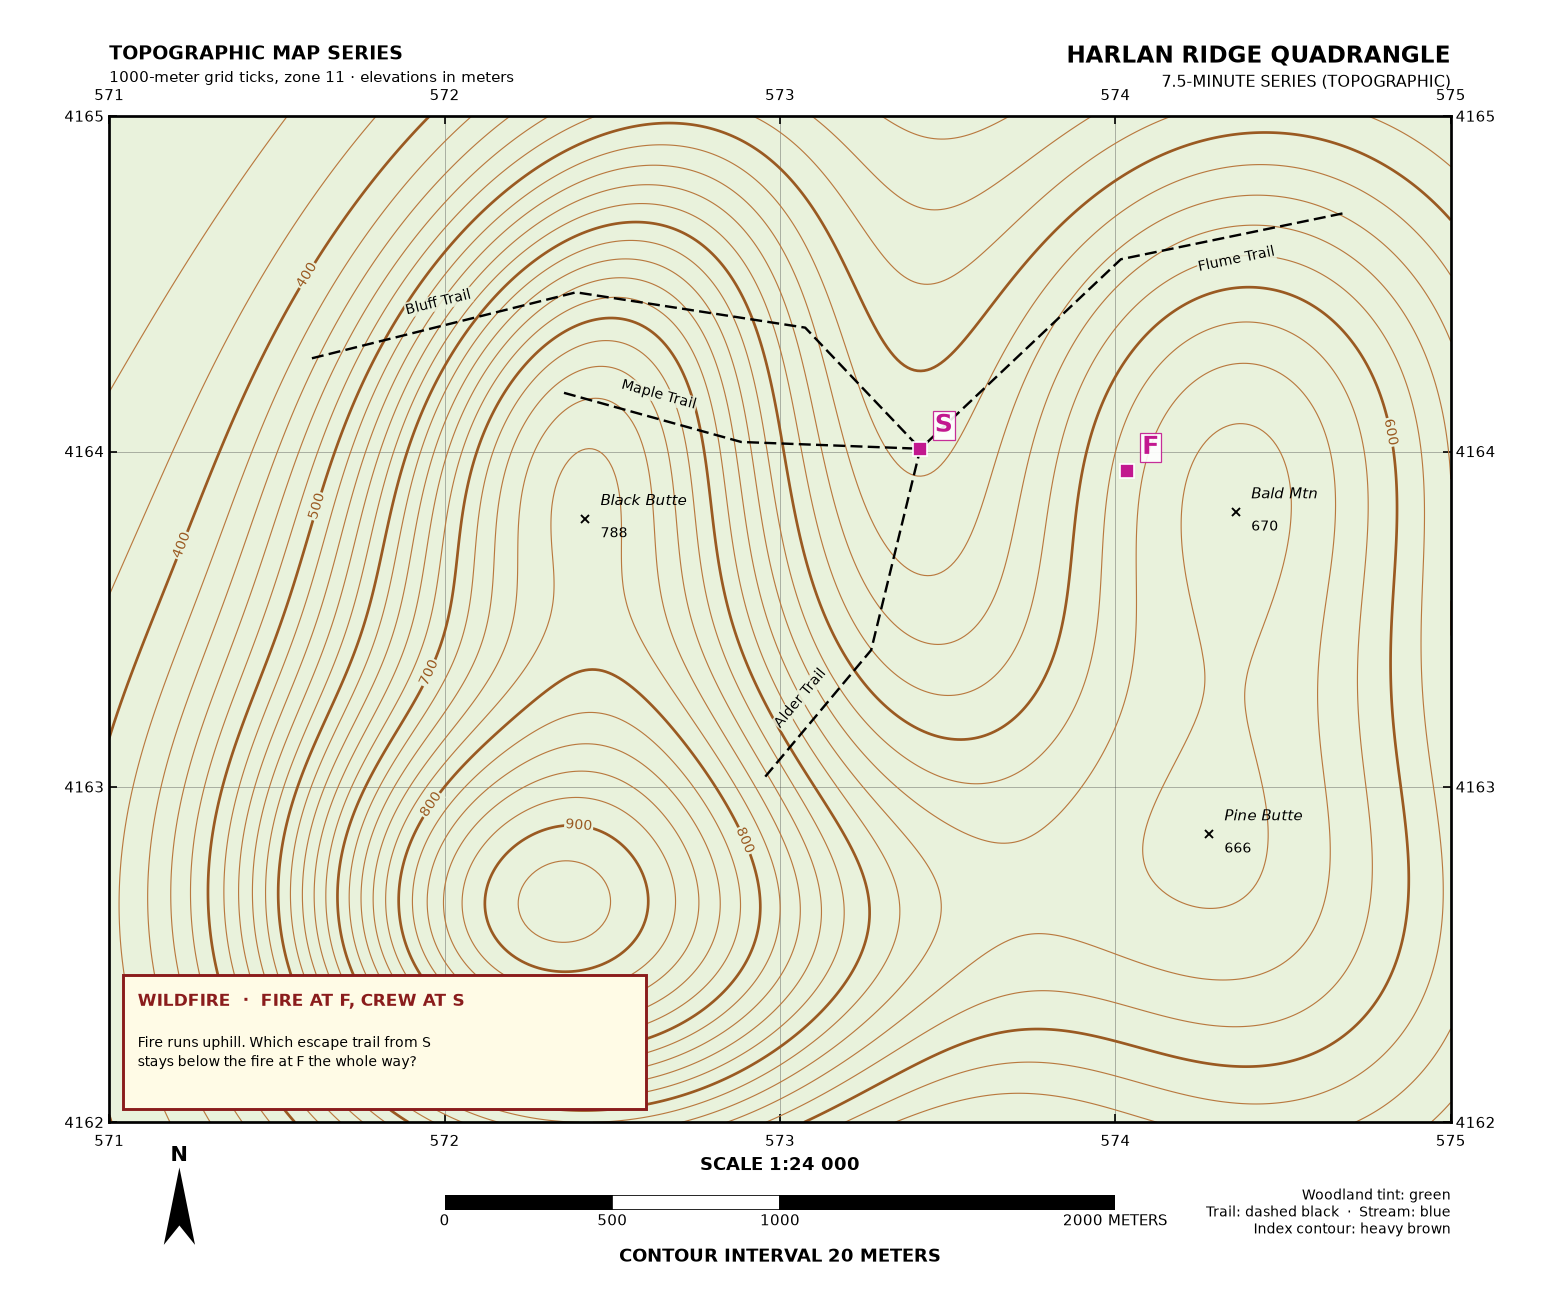 TOPOGRAPHIC MAP SERIES
HARLAN RIDGE QUADRANGLE
1000-meter grid ticks, zone 11 · elevations in meters
7.5-MINUTE SERIES (TOPOGRAPHIC)
571 572 573 574 575
4165 4165
400
Bluff Trail
Flume Trail
Maple Trail
S
600
F
4164 4164
Black Butte
788
Bald Mtn
670
500
400
700
Alder Trail
4163 4163
800
900
800
Pine Butte
666
WILDFIRE · FIRE AT F, CREW AT S
Fire runs uphill. Which escape trail from S
stays below the fire at F the whole way?
4162 4162
571 572 573 574 575
N
SCALE 1:24 000
0 500 1000 2000 METERS
CONTOUR INTERVAL 20 METERS
Woodland tint: green
Trail: dashed black · Stream: blue
Index contour: heavy brown